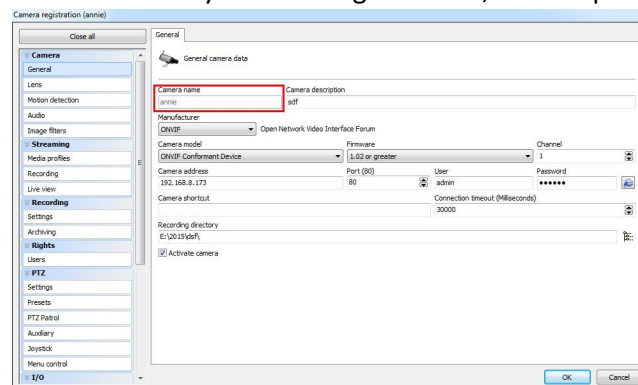 Camera registration (annie)
Close all
Camera
General
Lens
Motion detection
Audio
Image filters
Streaming
Media profiles
Recording
Live view
Recording
Settings
Archiving
Rights
Users
PTZ
Settings
Presets
PTZ Patrol
Auxiliary
Joystick
Menu control
I/O
General
General camera data
Camera name Camera description
annie sdf
Manufacturer
ONVIF Open Network Video Interface Forum
Camera model Firmware Channel
ONVIF Conformant Device 1.02 or greater 1
Camera address Port (80) User Password
192.168.8.173 80 admin ••••••
Camera shortcut Connection timeout (Miliseconds)
30000
Recording directory
E:\2015\dsf\
Activate camera
OK Cancel